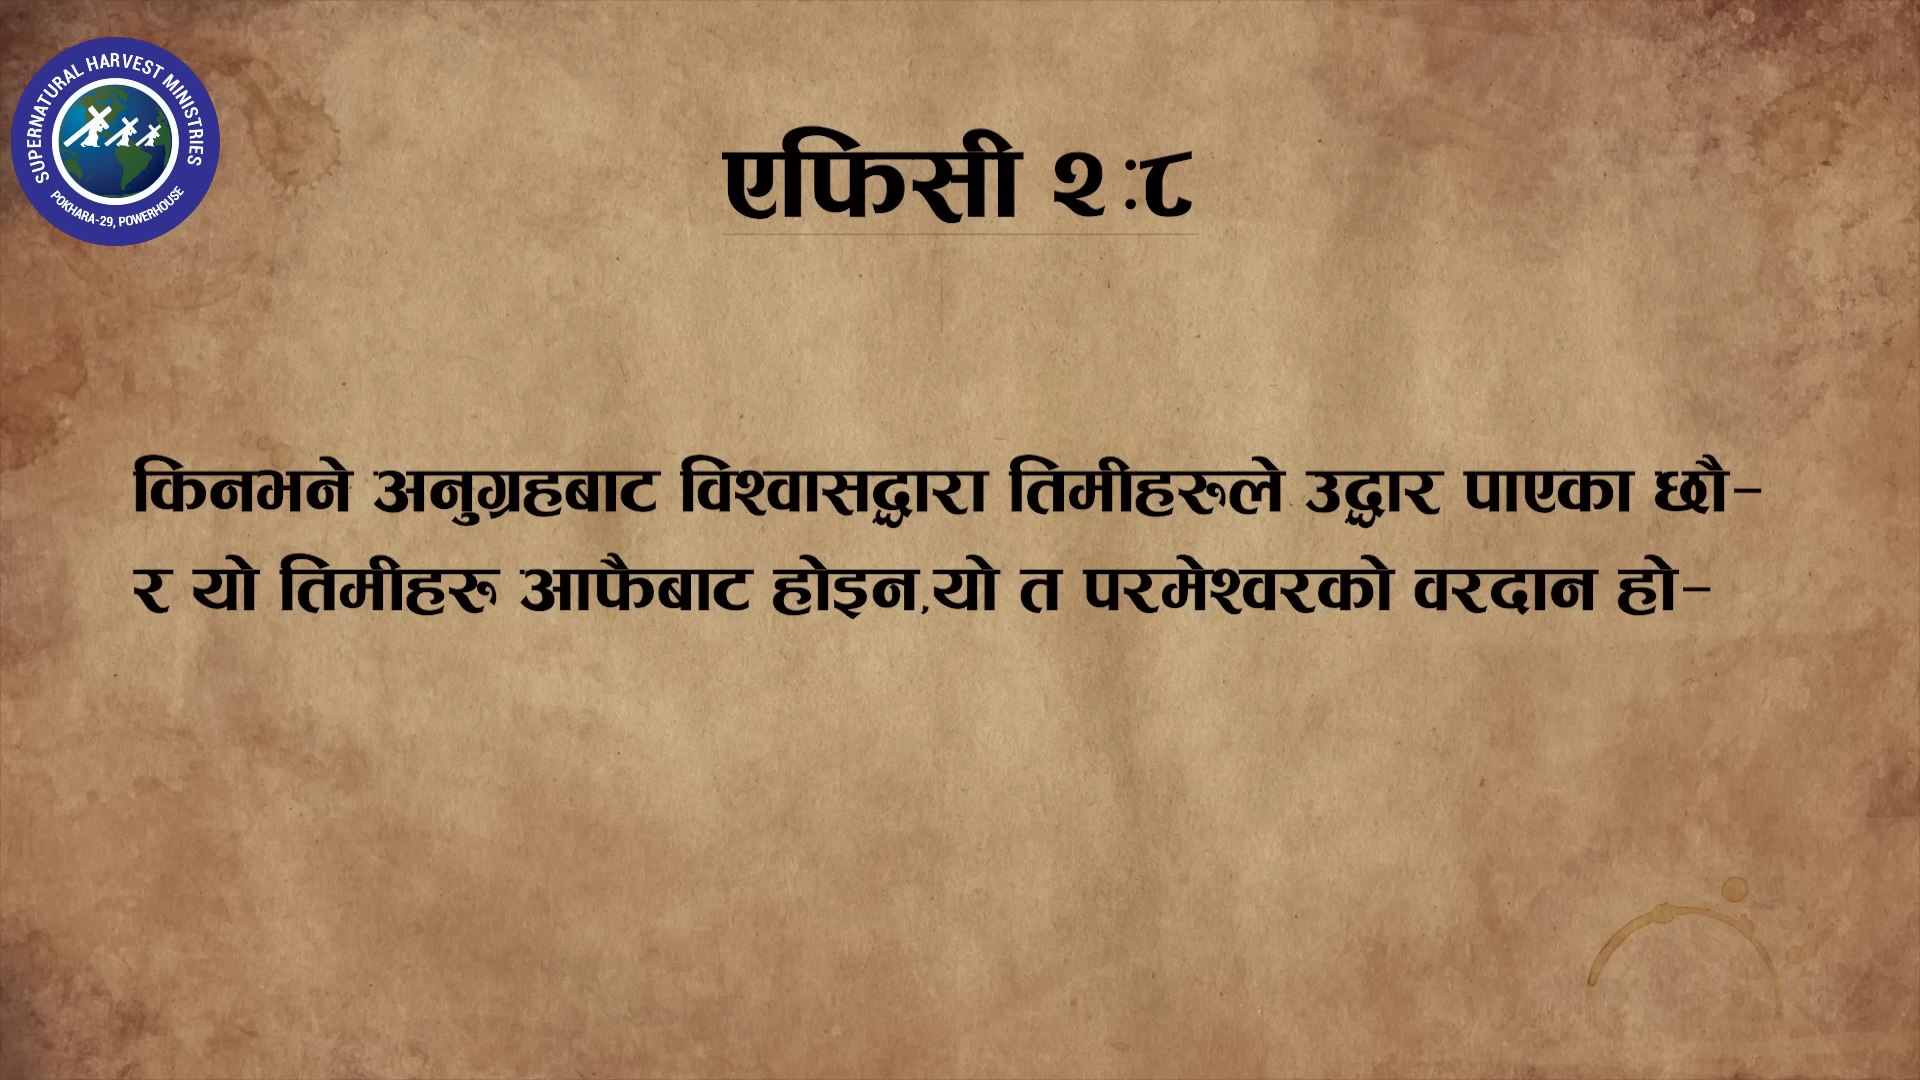 SUPERNATURAL HARVEST MINISTRIES
POKHARA-29, POWERHOUSE
एफिसी २ :८
किनभने अनुग्रहबाट विश्वासद्धारा तिमीहरूले उद्धार पाएका छौ-
र यो तिमीहरू आफैबाट होइन,यो त परमेश्वरको वरदान हो-